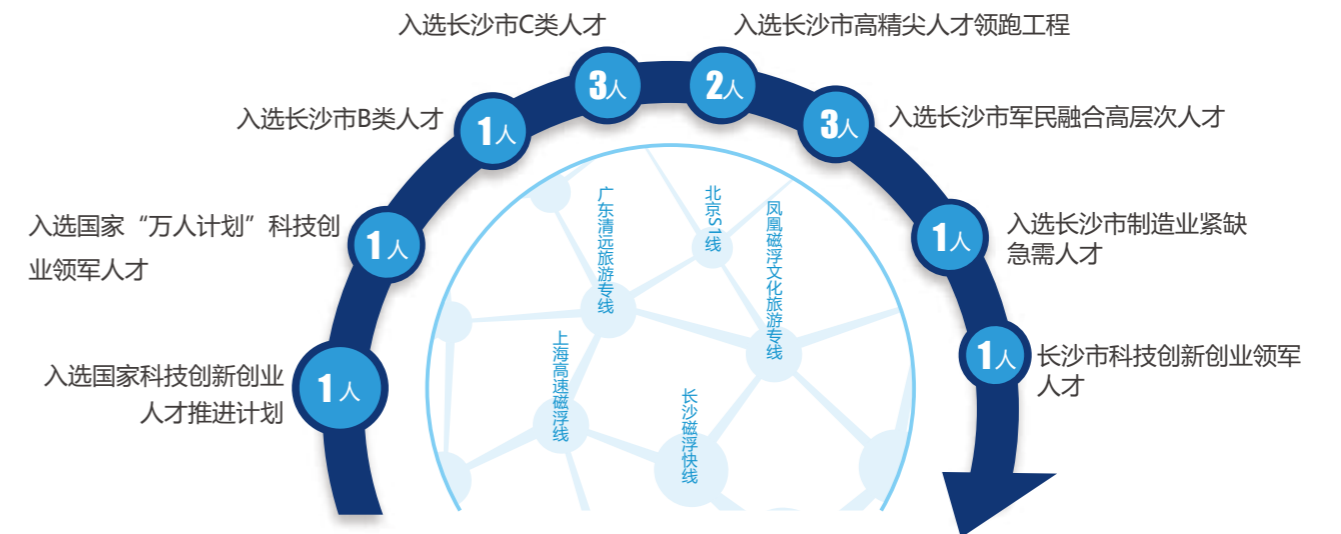 入选长沙市C类人才
3人
入选长沙市高精尖人才领跑工程
2人
入选长沙市B类人才
1人
入选长沙市军民融合高层次人才
3人
入选国家“万人计划”科技创
业领军人才
1人
入选长沙市制造业紧缺
急需人才
1人
入选国家科技创新创业
人才推进计划
1人
长沙市科技创新创业领军
人才
1人
广东清远旅游专线
北京S1线
凤凰磁浮文化旅游专线
上海高速磁浮线
长沙磁浮快线